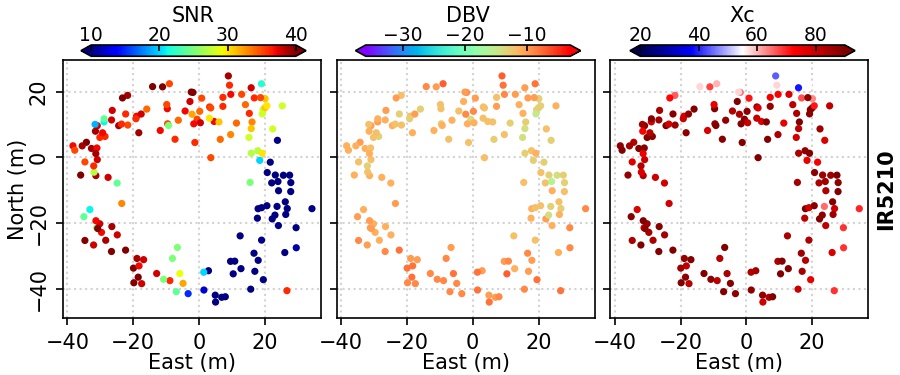 SNR DBV Xc
10 20 30 40 −30 −20 −10 20 40 60 80
20
0
−20
−40
North (m)
−40 −20 0 20 −40 −20 0 20 −40 −20 0 20
East (m) East (m) East (m)
IR5210